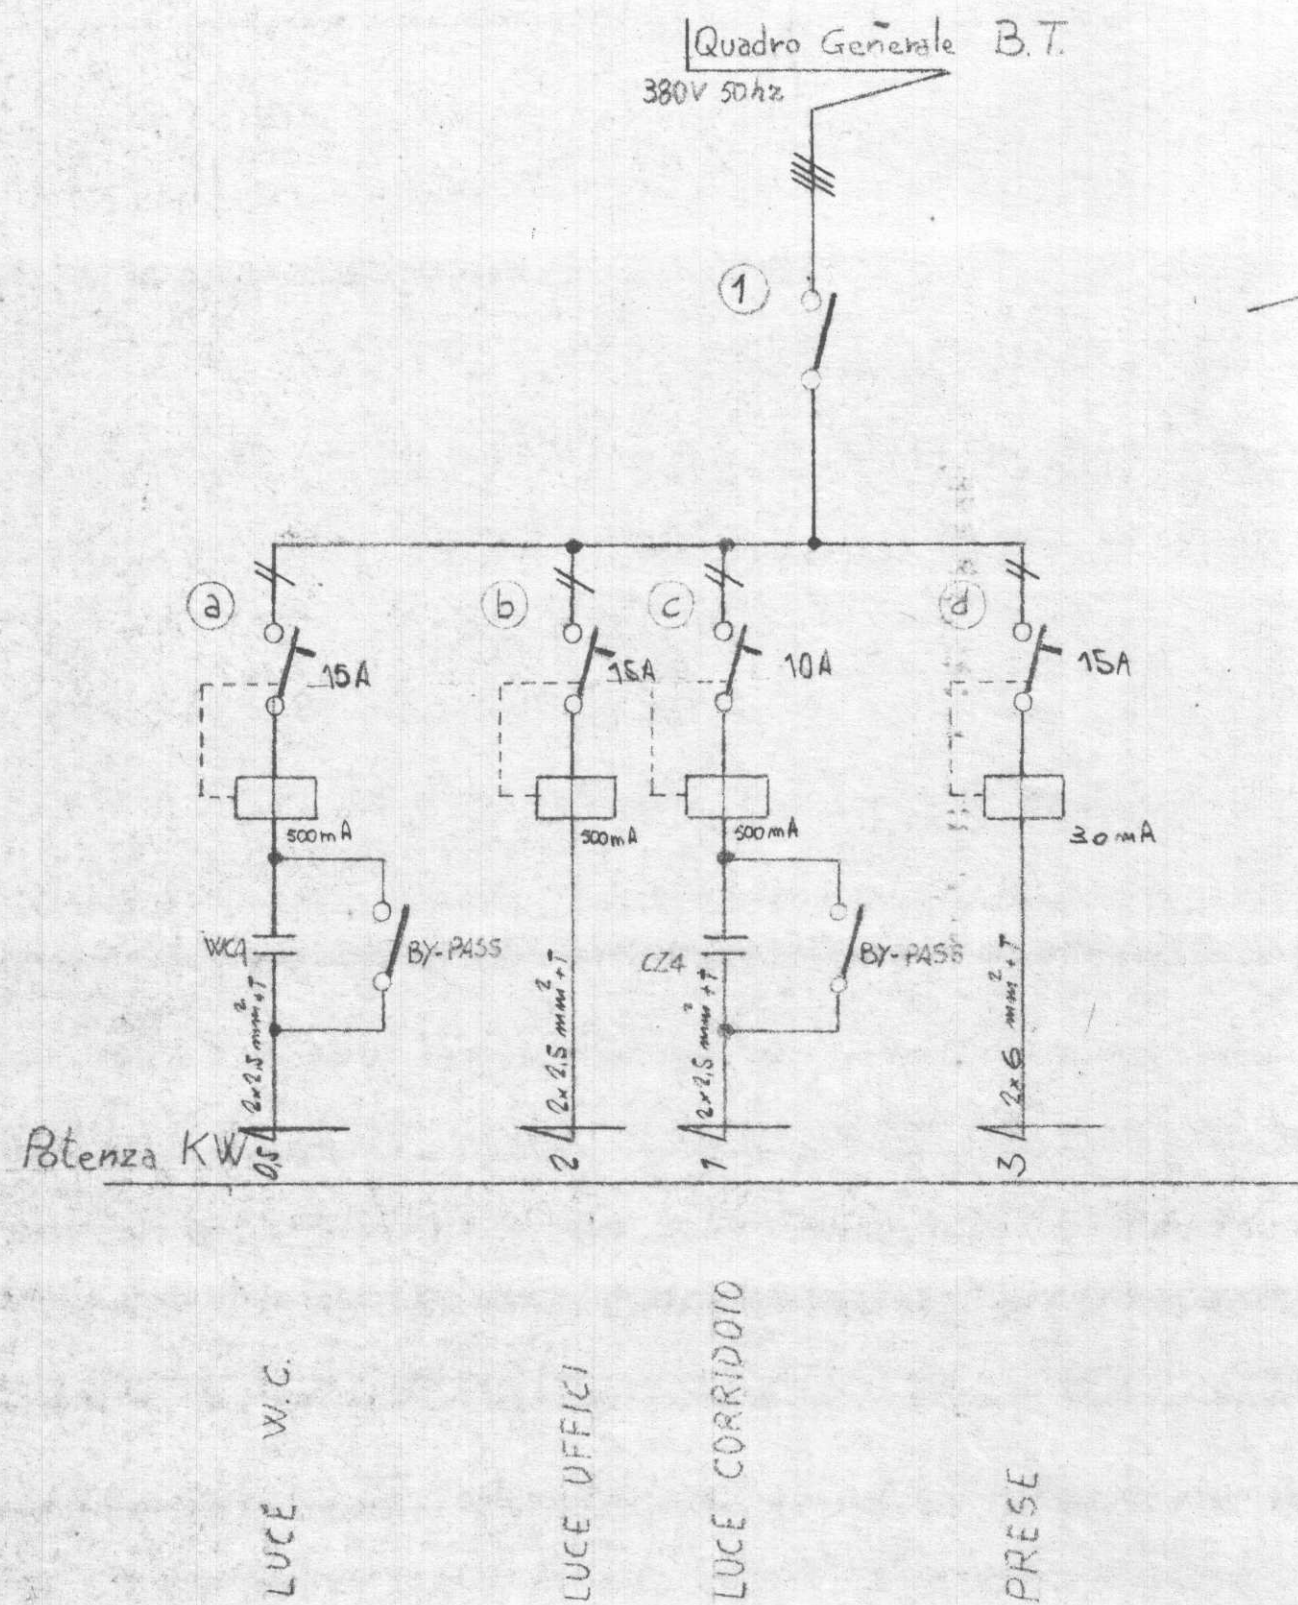 Quadro Generale B.T.
380V 50hz
1
a
b
c
d
15A
15A
10A
15A
500mA
500mA
500mA
30mA
BY-PASS
CZ4
BY-PASS
2x2,5 mm²+T
2x2,5 mm²+T
2x2,5 mm²+T
2x6 mm²+T
Potenza KW
0,5
2
1
3
LUCE W.C.
LUCE UFFICI
LUCE CORRIDOIO
PRESE